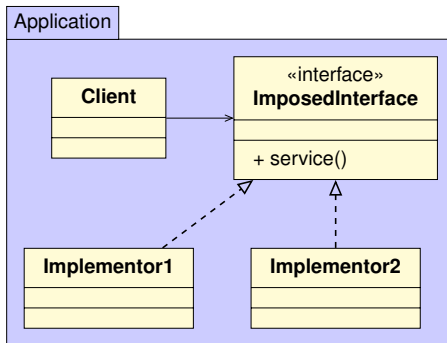 Application
«interface»
ImposedInterface
Client
+ service()
Implementor1
Implementor2